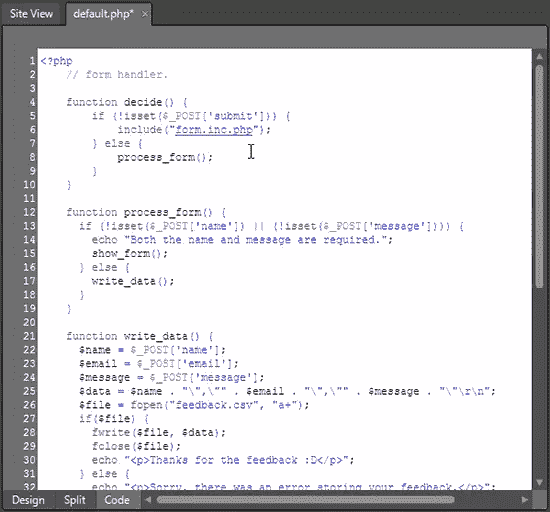 Site View default.php* ×
1 <?php
2 // form handler.
3
4 function decide() {
5 if (!isset($_POST['submit'])) {
6 include("form.inc.php");
7 } else {
8 process_form();
9 }
10 }
11
12 function process_form() {
13 if (!isset($_POST['name']) || (!isset($_POST['message']))) {
14 echo "Both the name and message are required.";
15 show_form();
16 } else {
17 write_data();
18 }
19 }
20
21 function write_data() {
22 $name = $_POST['name'];
23 $email = $_POST['email'];
24 $message = $_POST['message'];
25 $data = $name . "\",\"" . $email . "\",\"" . $message . "\"\r\n";
26 $file = fopen("feedback.csv", "a+");
27 if($file) {
28 fwrite($file, $data);
29 fclose($file);
30 echo "<p>Thanks for the feedback :D</p>";
31 } else {
32 echo "<p>Sorry, there was an error storing your feedback.</p>";
Design Split Code